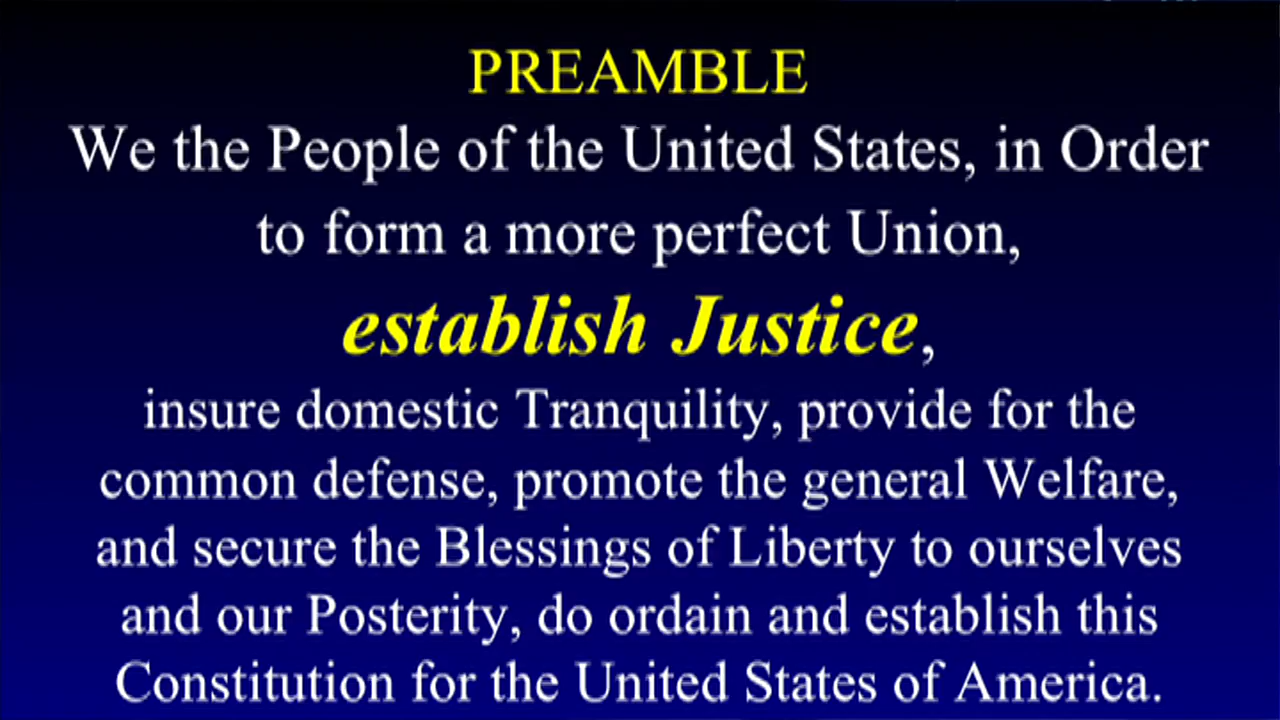 PREAMBLE
We the People of the United States, in Order
to form a more perfect Union,
establish Justice,
insure domestic Tranquility, provide for the
common defense, promote the general Welfare,
and secure the Blessings of Liberty to ourselves
and our Posterity, do ordain and establish this
Constitution for the United States of America.